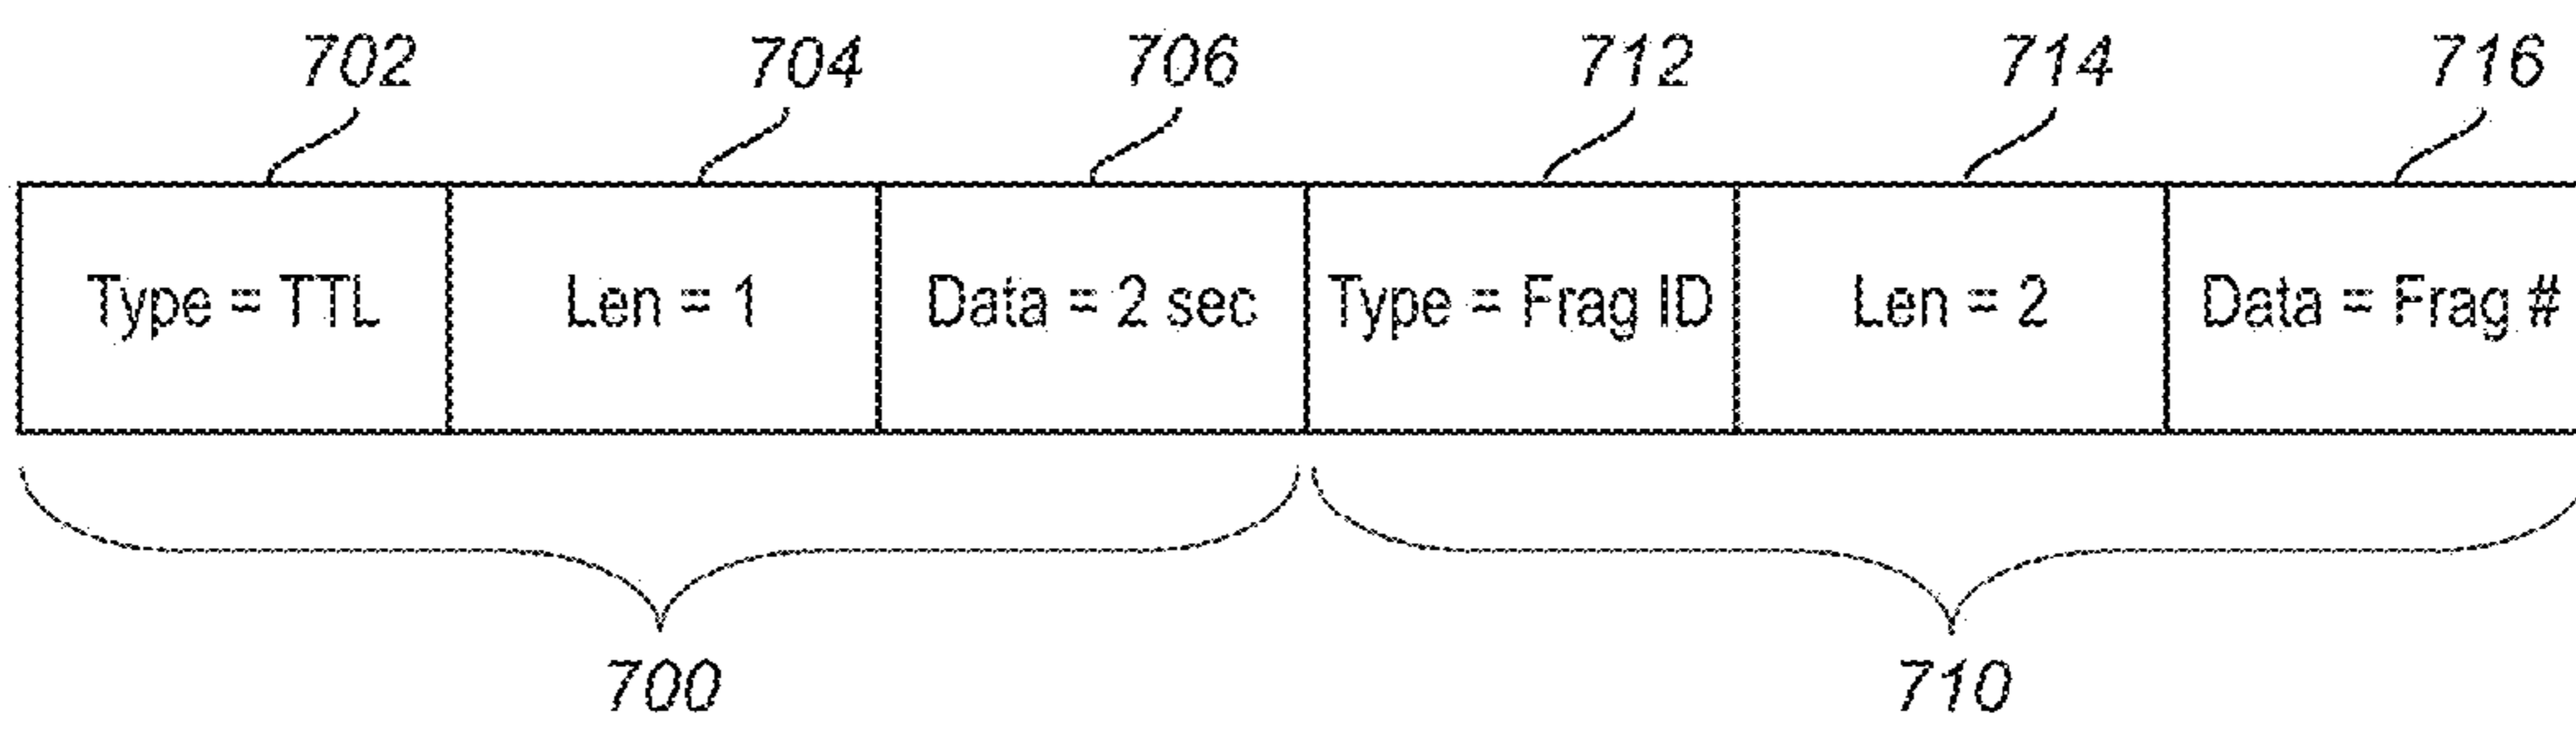 702 704 706 712 714 716
Type = TTL Len = 1 Data = 2 sec Type = Frag ID Len = 2 Data = Frag #
700 710